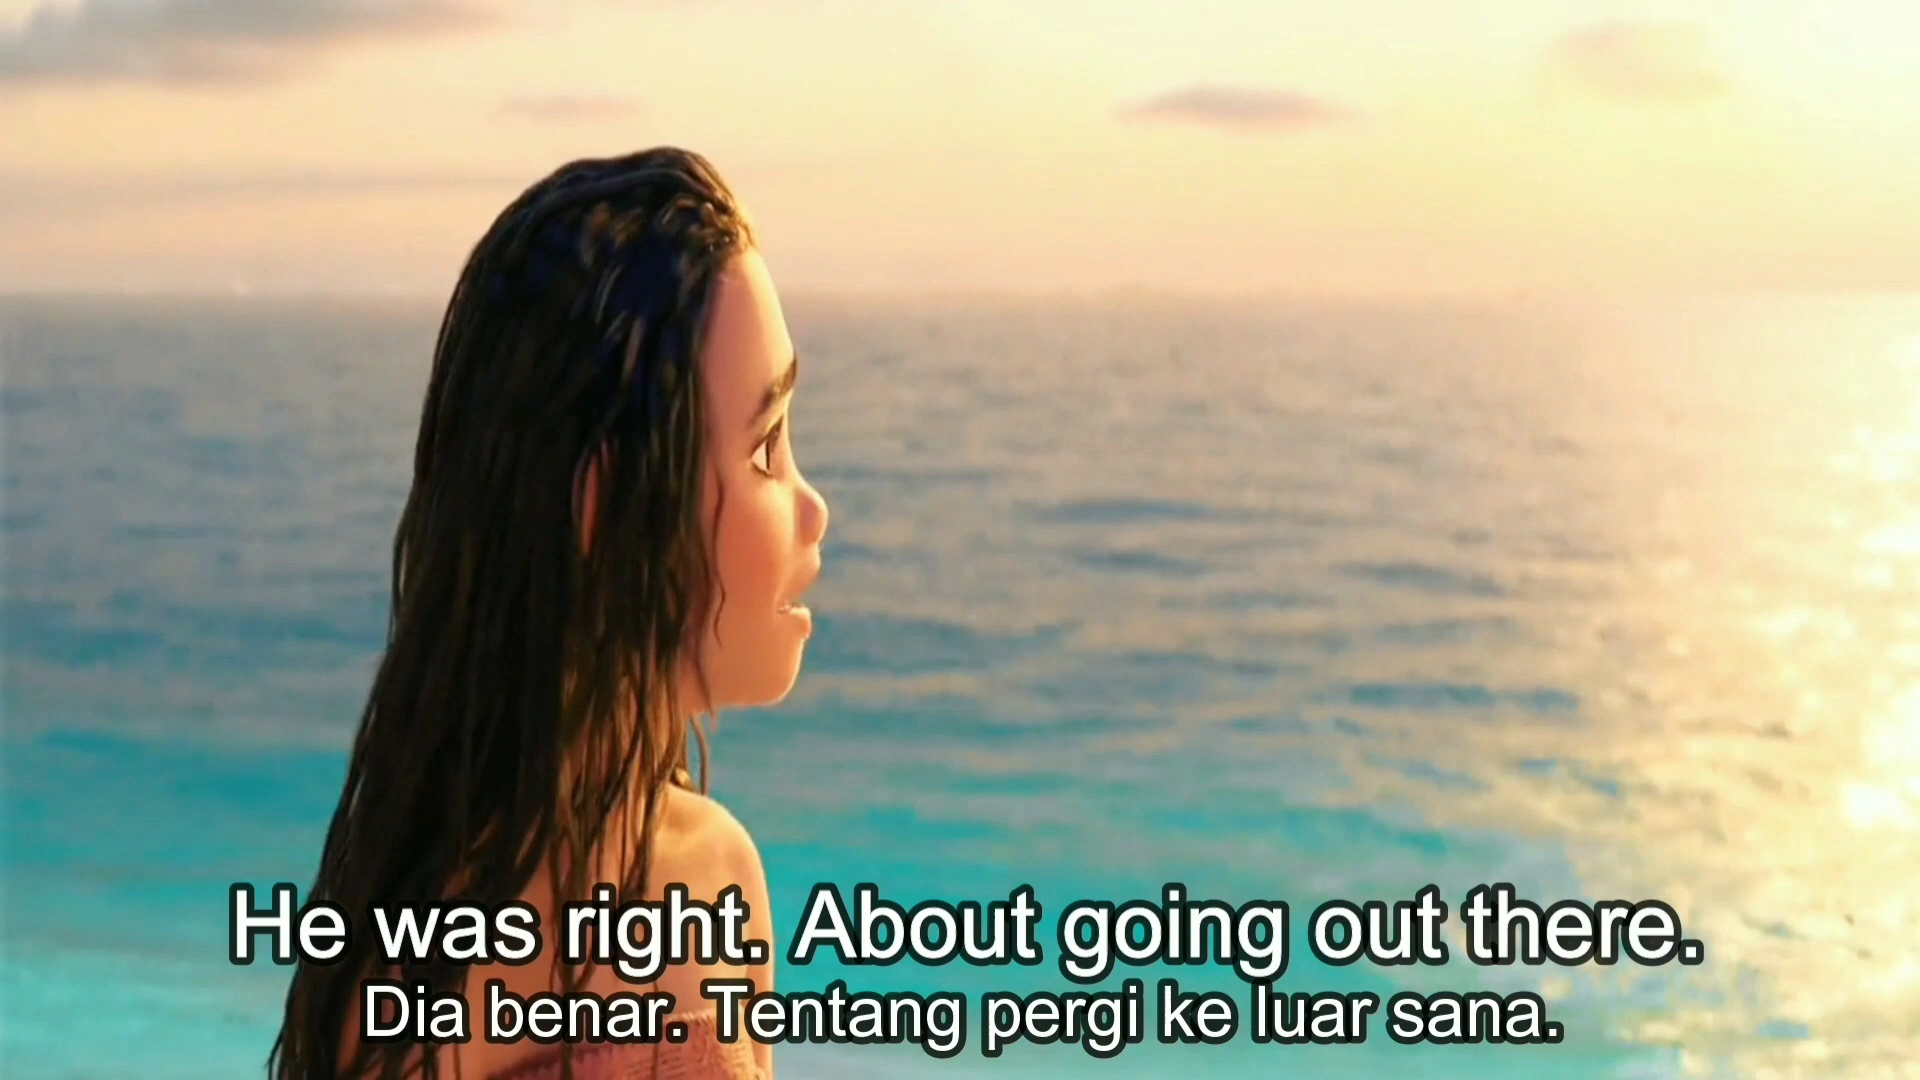 He was right. About going out there.
Dia benar. Tentang pergi ke luar sana.